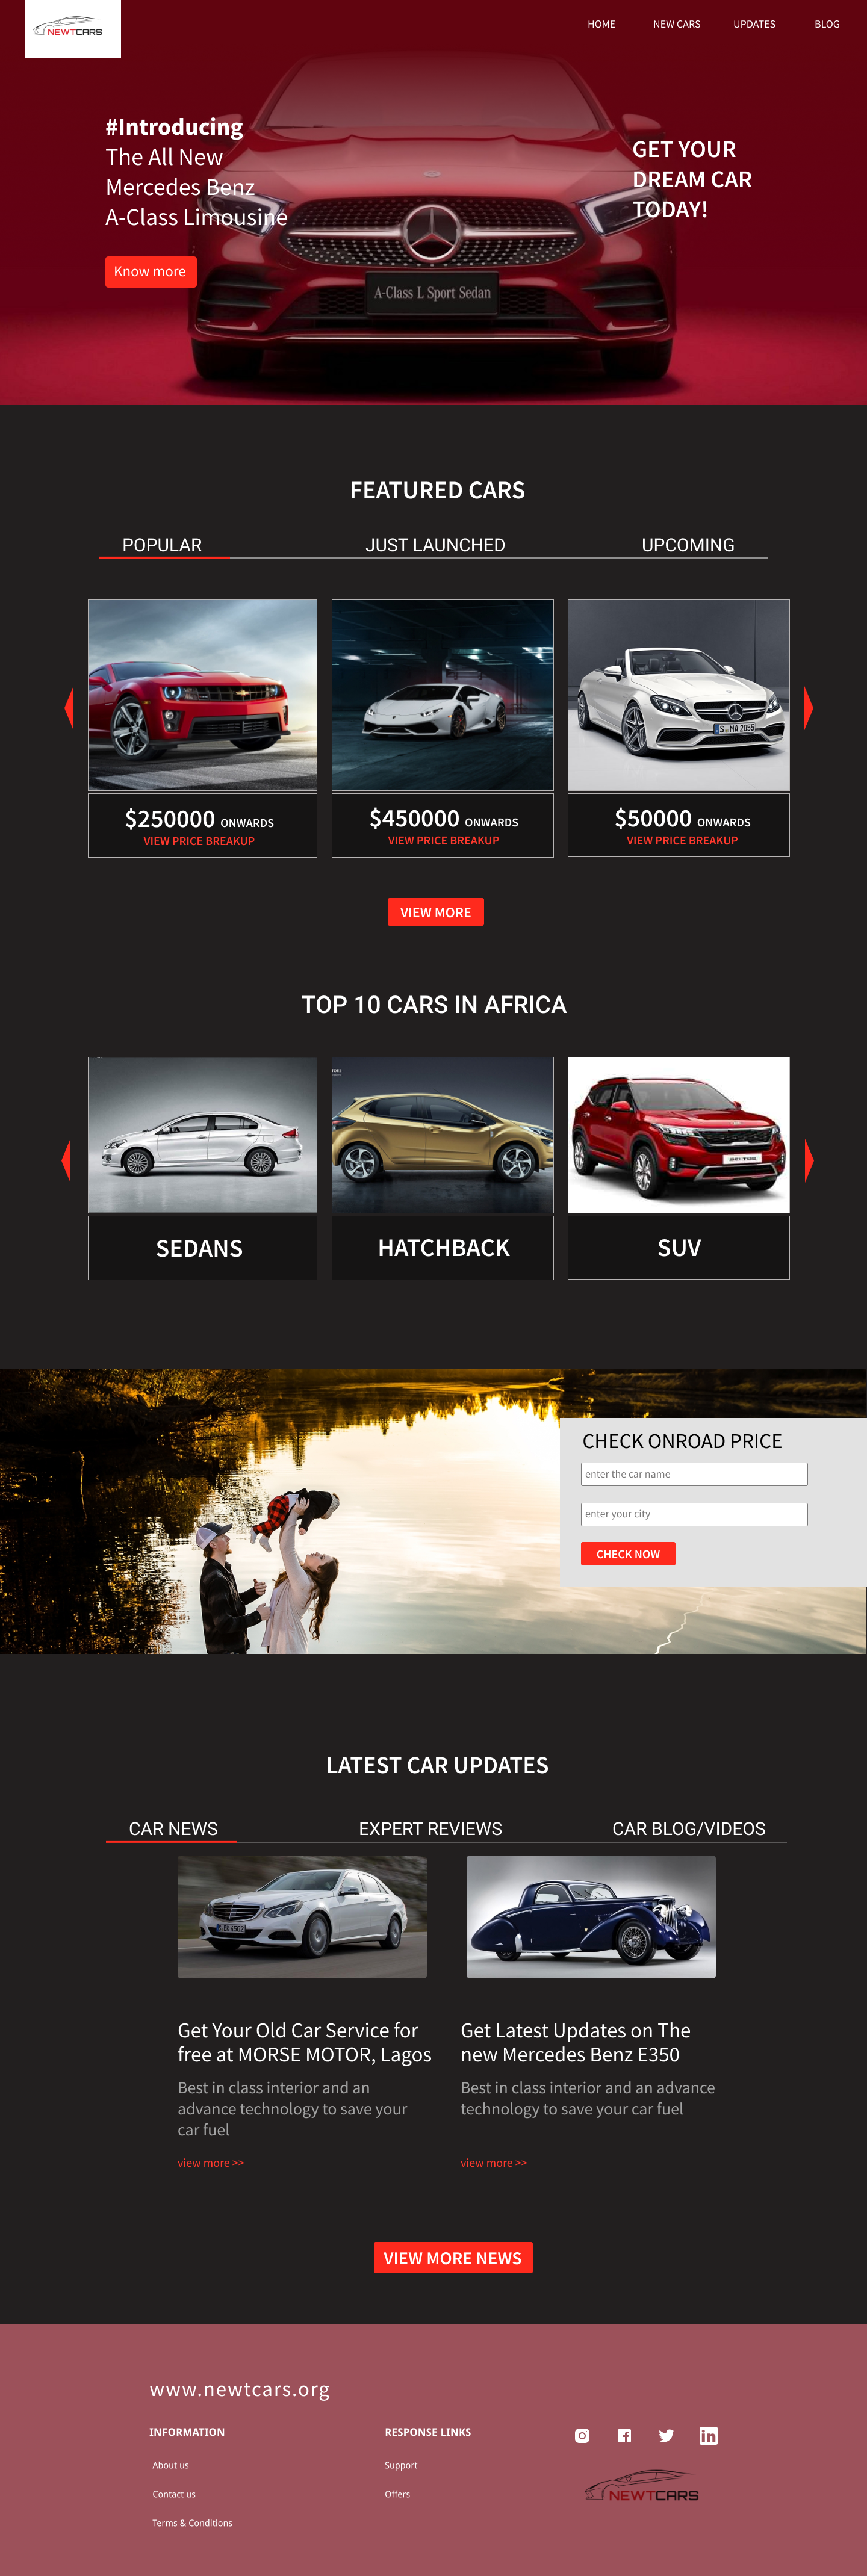 NEWTCARS
HOME
NEW CARS
UPDATES
BLOG
#Introducing
The All New
Mercedes Benz
A-Class Limousine
GET YOUR
DREAM CAR
TODAY!
Know more
A-Class L Sport Sedan
FEATURED CARS
POPULAR
JUST LAUNCHED
UPCOMING
S MA 2055
$250000 ONWARDS
VIEW PRICE BREAKUP
$450000 ONWARDS
VIEW PRICE BREAKUP
$50000 ONWARDS
VIEW PRICE BREAKUP
VIEW MORE
TOP 10 CARS IN AFRICA
SELTOS
SEDANS
HATCHBACK
SUV
CHECK ONROAD PRICE
enter the car name
enter your city
CHECK NOW
LATEST CAR UPDATES
CAR NEWS
EXPERT REVIEWS
CAR BLOG/VIDEOS
Get Your Old Car Service for
free at MORSE MOTOR, Lagos
Best in class interior and an
advance technology to save your
car fuel
view more >>
Get Latest Updates on The
new Mercedes Benz E350
Best in class interior and an advance
technology to save your car fuel
view more >>
VIEW MORE NEWS
www.newtcars.org
INFORMATION
About us
Contact us
Terms & Conditions
RESPONSE LINKS
Support
Offers
in
NEWTCARS